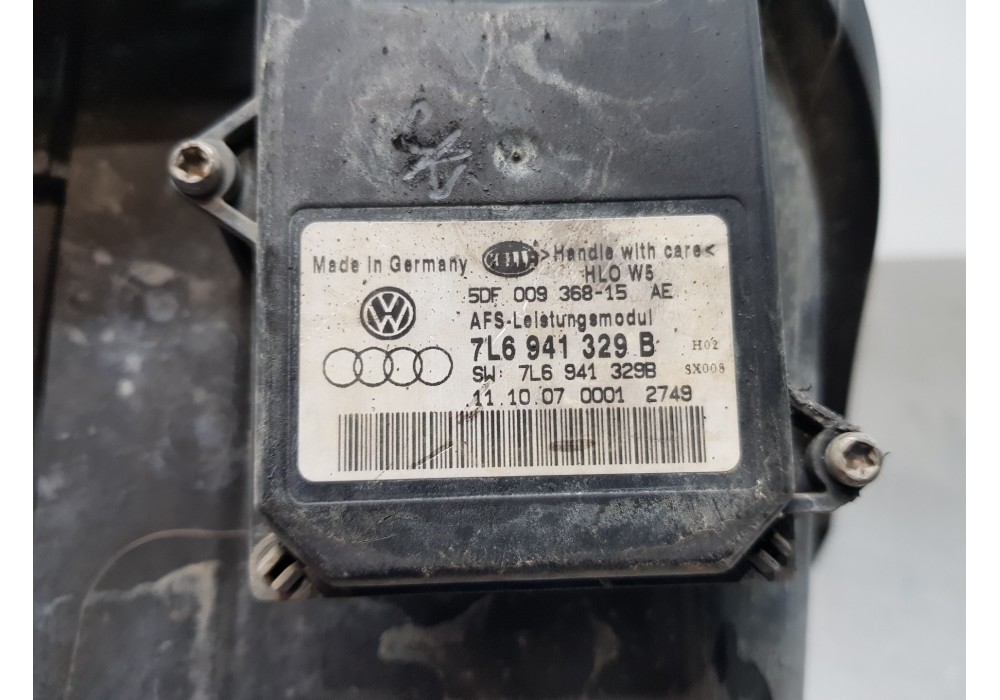 Made in Germany HELLA >Handle with care<
HLO W5
5DF 009 368-15 AE
AFS-Leistungsmodul
7L6 941 329 B H02
SW: 7L6 941 329B SX008
11.10.07 0001 2749